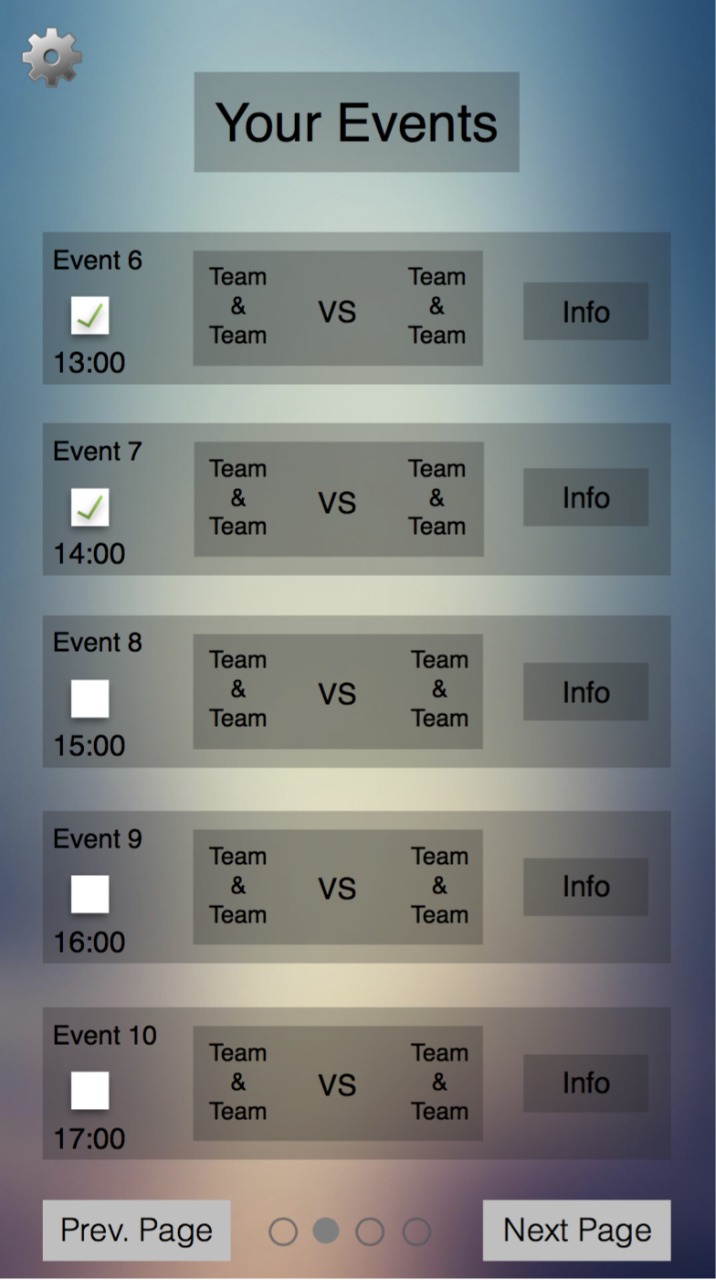 Your Events
Event 6
13:00
Team
&
Team
VS
Team
&
Team
Info
Event 7
14:00
Team
&
Team
VS
Team
&
Team
Info
Event 8
15:00
Team
&
Team
VS
Team
&
Team
Info
Event 9
16:00
Team
&
Team
VS
Team
&
Team
Info
Event 10
17:00
Team
&
Team
VS
Team
&
Team
Info
Prev. Page
Next Page